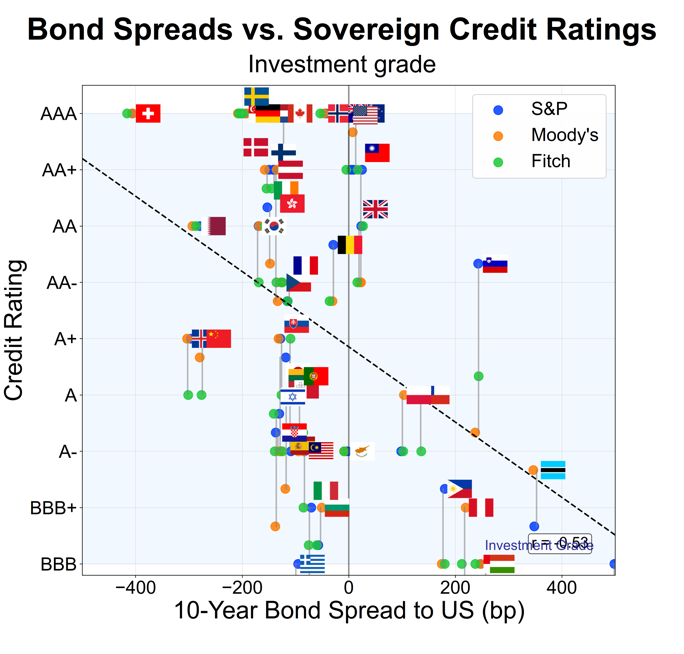 Bond Spreads vs. Sovereign Credit Ratings
Investment grade
S&P
Moody's
Fitch
Credit Rating
AAA
AA+
AA
AA-
A+
A
A-
BBB+
BBB
Investment Grade
r = -0.53
−400
−200
0
200
400
10-Year Bond Spread to US (bp)